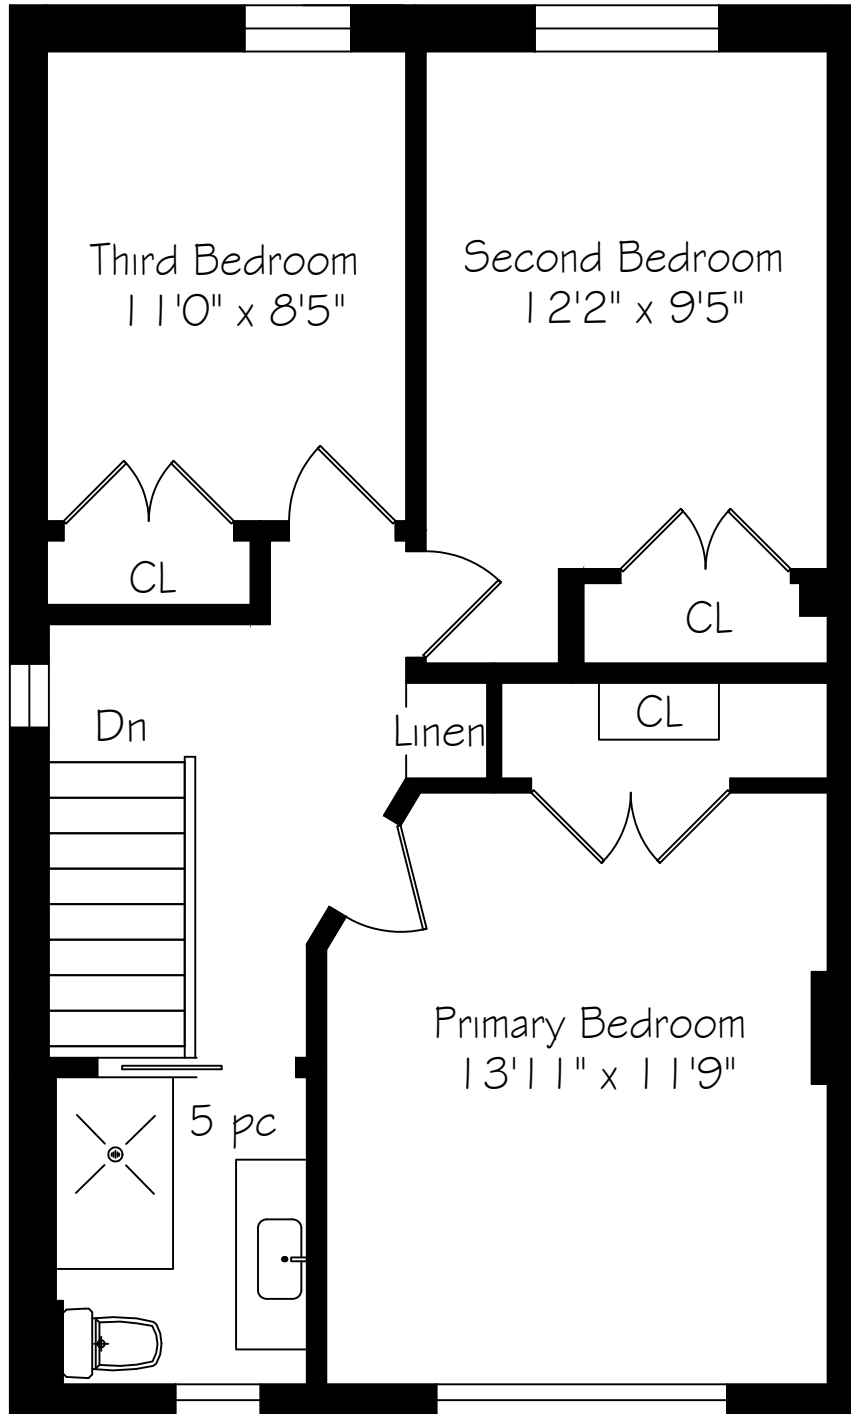 Third Bedroom
11'0" x 8'5"
Second Bedroom
12'2" x 9'5"
CL
CL
Dn
Linen
CL
Primary Bedroom
13'11" x 11'9"
5 pc